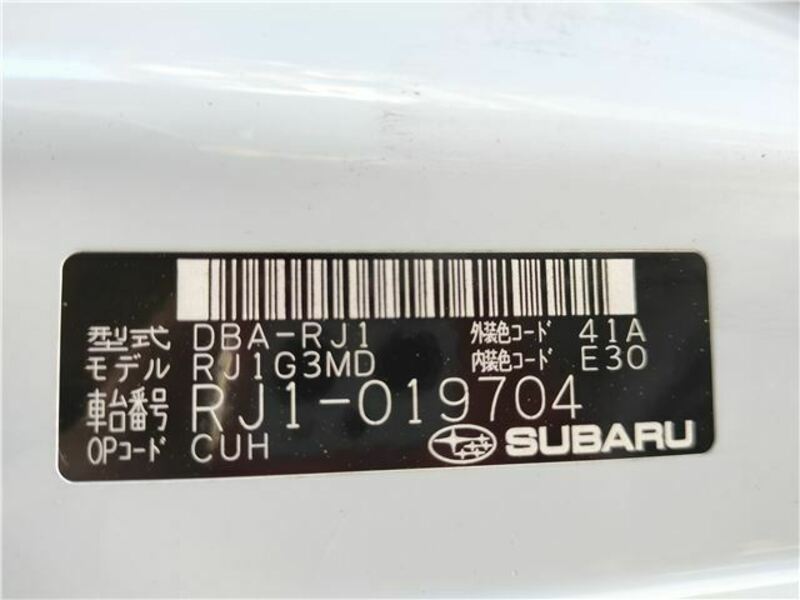 型式 DBA-RJ1 外装色コード 41A
モデル RJ1G3MD 内装色コード E30
車台番号 RJ1-019704
OPコード CUH SUBARU